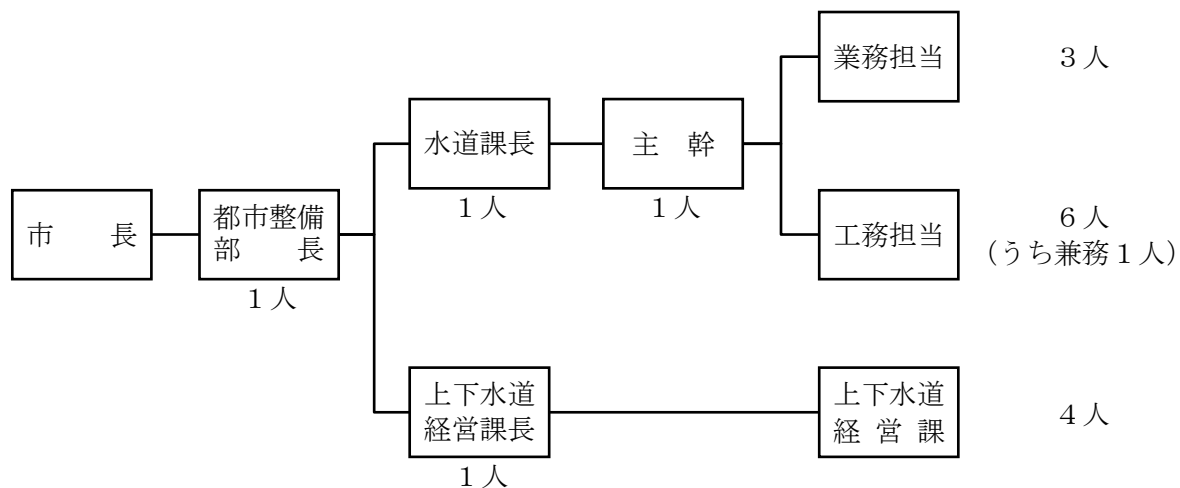 業務担当
3人
水道課長
1人
主 幹
1人
市 長
都市整備
部 長
1人
工務担当
6人
(うち兼務1人)
上下水道
経営課長
1人
上下水道
経 営 課
4人